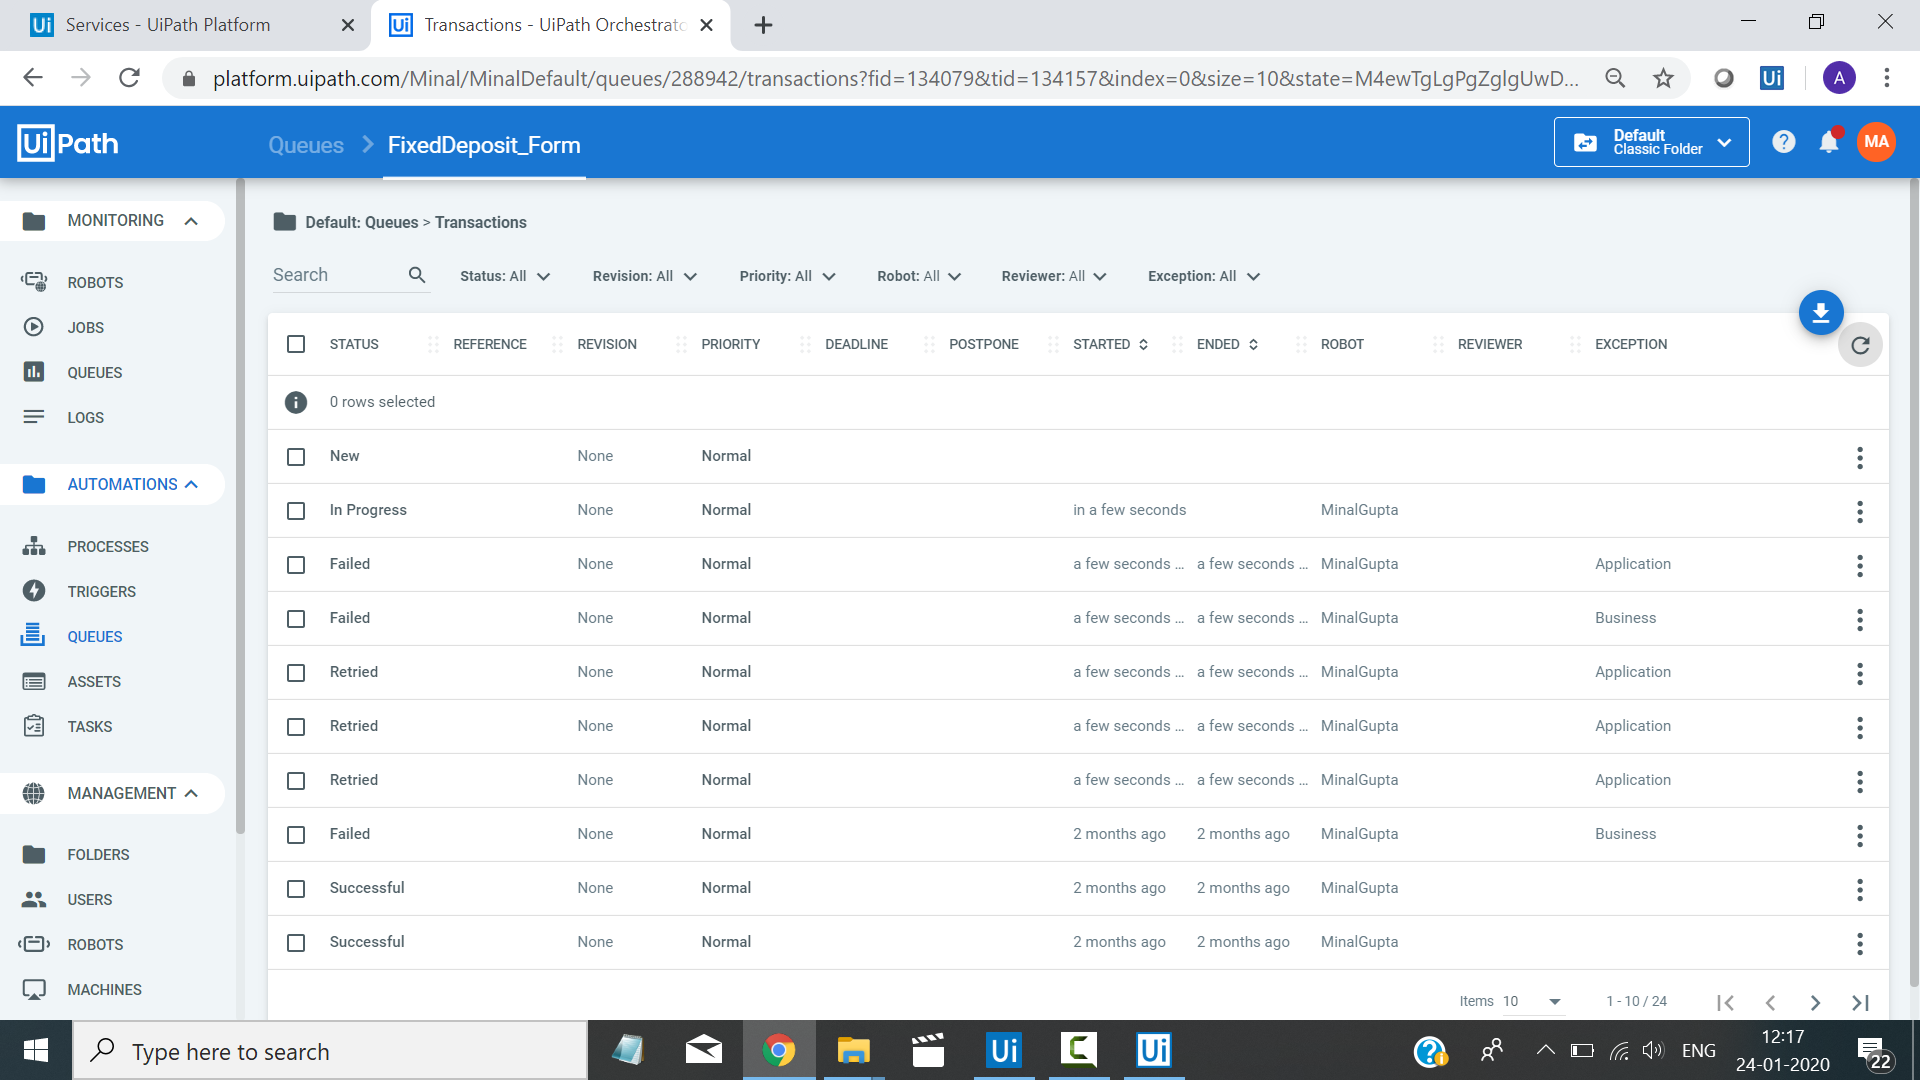 Services - UiPath Platform
Transactions - UiPath Orchestrato
platform.uipath.com/Minal/MinalDefault/queues/288942/transactions?fid=134079&tid=134157&index=0&size=10&state=M4ewTgLgPgZglgUwD...
Ui
A
UiPath
Queues
FixedDeposit_Form
Default
Classic Folder
?
MA
MONITORING
ROBOTS
JOBS
QUEUES
LOGS
AUTOMATIONS
PROCESSES
TRIGGERS
QUEUES
ASSETS
TASKS
MANAGEMENT
FOLDERS
USERS
ROBOTS
MACHINES
Default: Queues > Transactions
Search
Status: All
Revision: All
Priority: All
Robot: All
Reviewer: All
Exception: All
STATUS REFERENCE REVISION PRIORITY DEADLINE POSTPONE STARTED ENDED ROBOT REVIEWER EXCEPTION
0 rows selected
New None Normal
In Progress None Normal in a few seconds MinalGupta
Failed None Normal a few seconds ... a few seconds ... MinalGupta Application
Failed None Normal a few seconds ... a few seconds ... MinalGupta Business
Retried None Normal a few seconds ... a few seconds ... MinalGupta Application
Retried None Normal a few seconds ... a few seconds ... MinalGupta Application
Retried None Normal a few seconds ... a few seconds ... MinalGupta Application
Failed None Normal 2 months ago 2 months ago MinalGupta Business
Successful None Normal 2 months ago 2 months ago MinalGupta
Successful None Normal 2 months ago 2 months ago MinalGupta
Items 10 1 - 10 / 24
Type here to search
Ui
Ui
ENG
12:17
24-01-2020
22